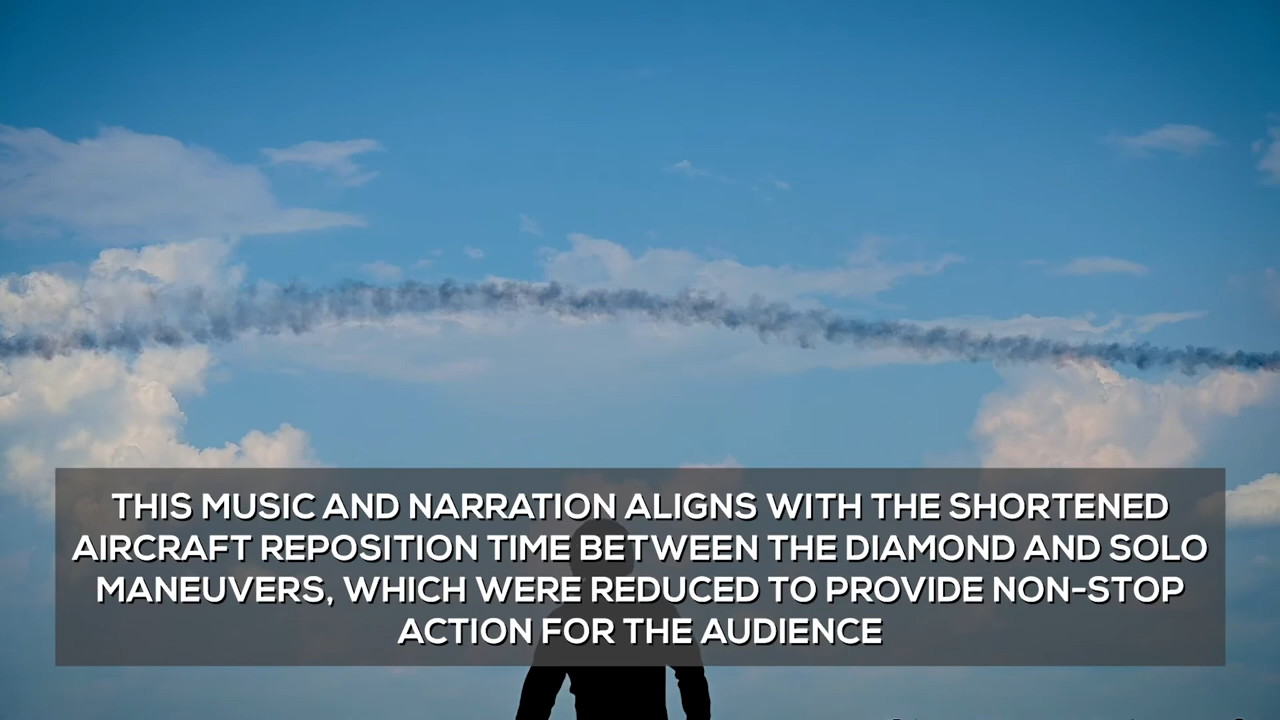 THIS MUSIC AND NARRATION ALIGNS WITH THE SHORTENED
AIRCRAFT REPOSITION TIME BETWEEN THE DIAMOND AND SOLO
MANEUVERS, WHICH WERE REDUCED TO PROVIDE NON-STOP
ACTION FOR THE AUDIENCE